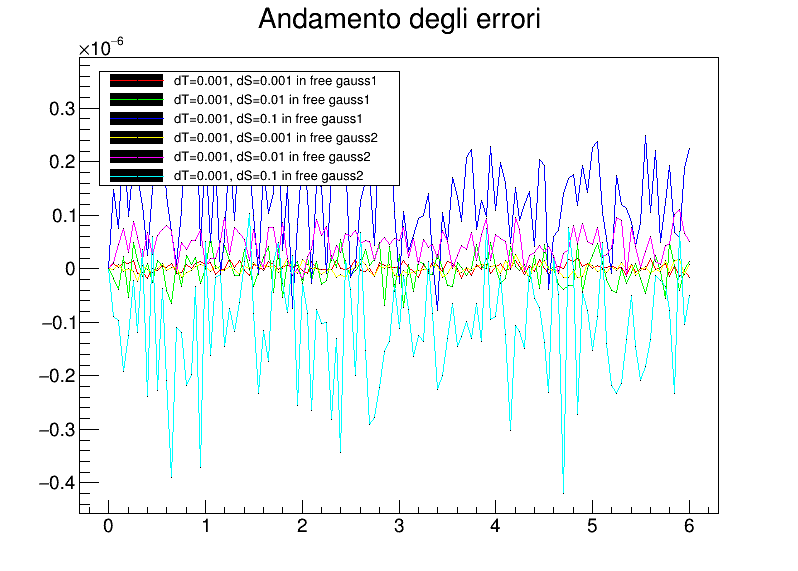 Andamento degli errori
×10⁻⁶
dT=0.001, dS=0.001 in free gauss1
dT=0.001, dS=0.01 in free gauss1
dT=0.001, dS=0.1 in free gauss1
dT=0.001, dS=0.001 in free gauss2
dT=0.001, dS=0.01 in free gauss2
dT=0.001, dS=0.1 in free gauss2
0.3
0.2
0.1
0
−0.1
−0.2
−0.3
−0.4
0 1 2 3 4 5 6